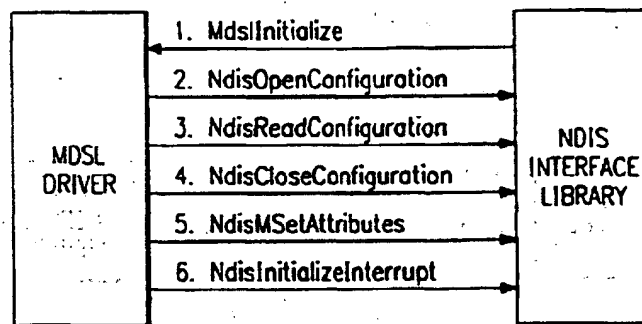 1. MdslInitialize
2. NdisOpenConfiguration
3. NdisReadConfiguration
4. NdisCloseConfiguration
5. NdisMSetAttributes
6. NdisInitializeInterrupt
MDSL
DRIVER
NDIS
INTERFACE
LIBRARY